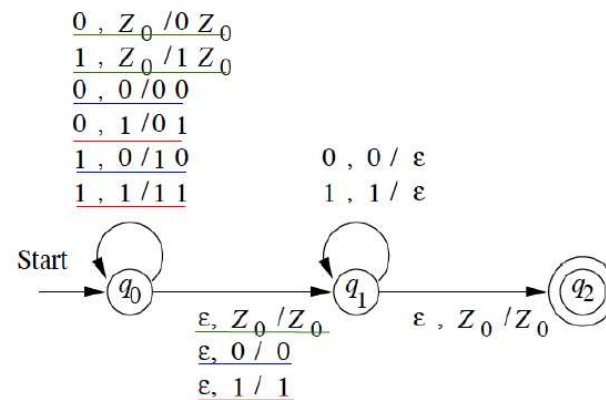 0 , Z₀ / 0 Z₀
1 , Z₀ / 1 Z₀
0 , 0 / 0 0
0 , 1 / 0 1
1 , 0 / 1 0
1 , 1 / 1 1
0 , 0 / ε
1 , 1 / ε
Start
q₀
q₁
q₂
ε, Z₀ / Z₀
ε, 0 / 0
ε, 1 / 1
ε , Z₀ / Z₀